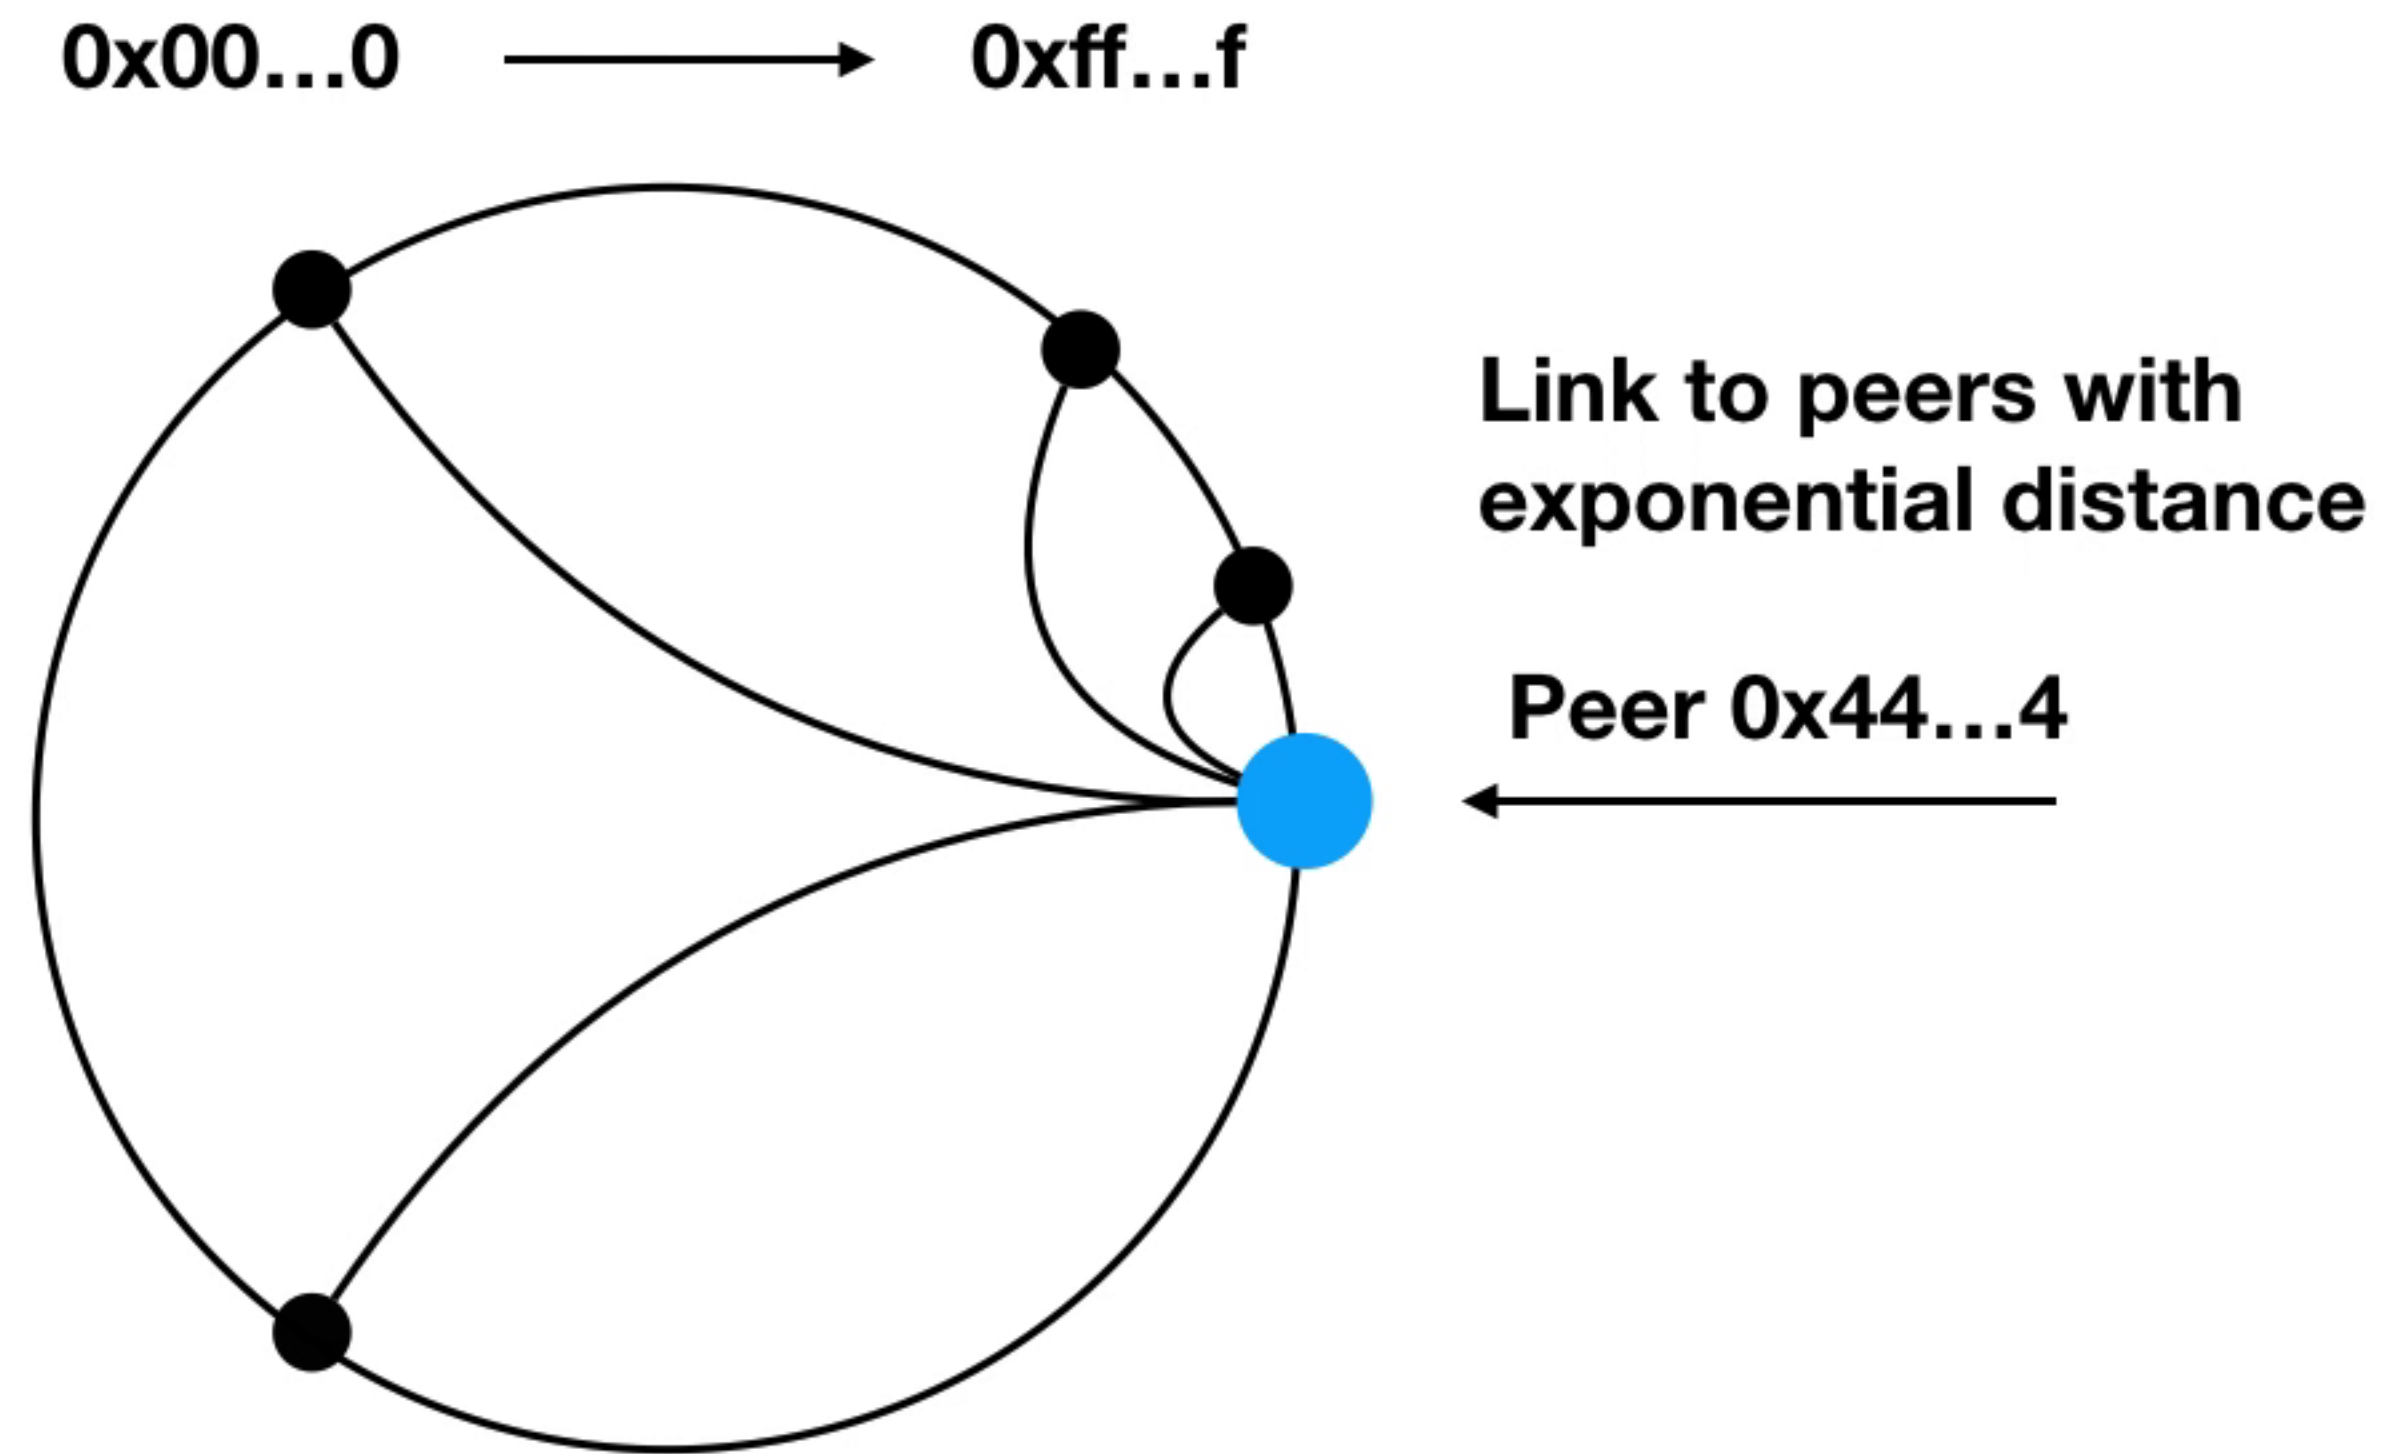 0x00...0 0xff...f
Link to peers with
exponential distance
Peer 0x44...4